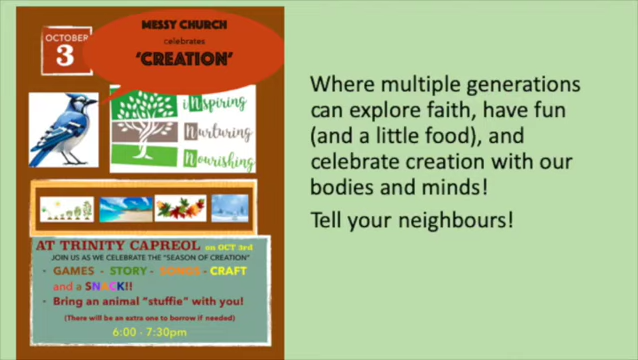 MESSY CHURCH
celebrates
'CREATION'
OCTOBER
3
iNspiring
Nurturing
Nourishing
AT TRINITY CAPREOL on OCT 3rd
JOIN US AS WE CELEBRATE THE "SEASON OF CREATION"
- GAMES - STORY - SONGS - CRAFT
and a SNACK!!
- Bring an animal "stuffie" with you!
(There will be an extra one to borrow if needed)
6:00 - 7:30pm
Where multiple generations
can explore faith, have fun
(and a little food), and
celebrate creation with our
bodies and minds!
Tell your neighbours!